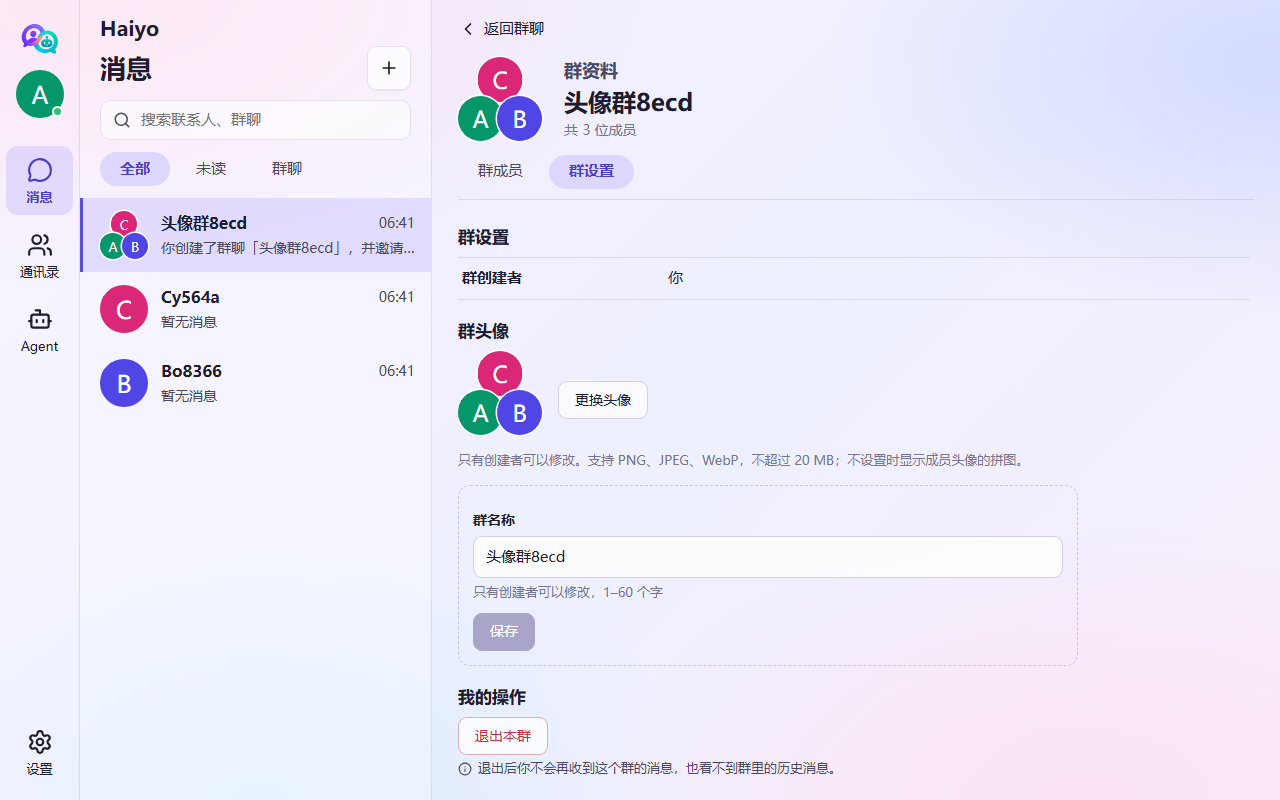 Haiyo
消息
搜索联系人、群聊
全部 未读 群聊
A
消息
通讯录
Agent
设置
C
A B
头像群8ecd 06:41
你创建了群聊「头像群8ecd」，并邀请...
C
Cy564a 06:41
暂无消息
B
Bo8366 06:41
暂无消息
返回群聊
C
A B
群资料
头像群8ecd
共 3 位成员
群成员 群设置
群设置
群创建者 你
群头像
C
A B
更换头像
只有创建者可以修改。支持 PNG、JPEG、WebP，不超过 20 MB；不设置时显示成员头像的拼图。
群名称
头像群8ecd
只有创建者可以修改，1–60 个字
保存
我的操作
退出本群
退出后你不会再收到这个群的消息，也看不到群里的历史消息。